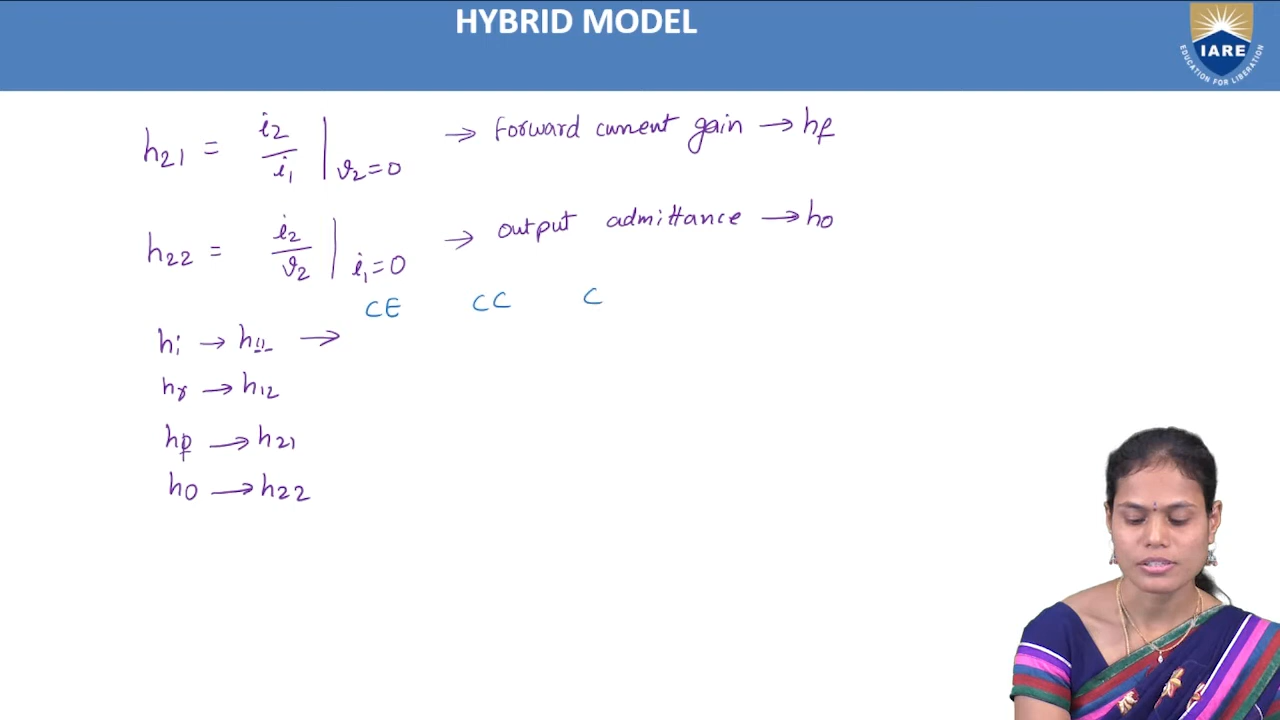 HYBRID MODEL
IARE
EDUCATION FOR LIBERATION
h21 = i2/i1 | v2=0 → Forward current gain → hf
h22 = i2/v2 | i1=0 → output admittance → ho
CE CC C
hi → h11 →
hr → h12
hf → h21
ho → h22